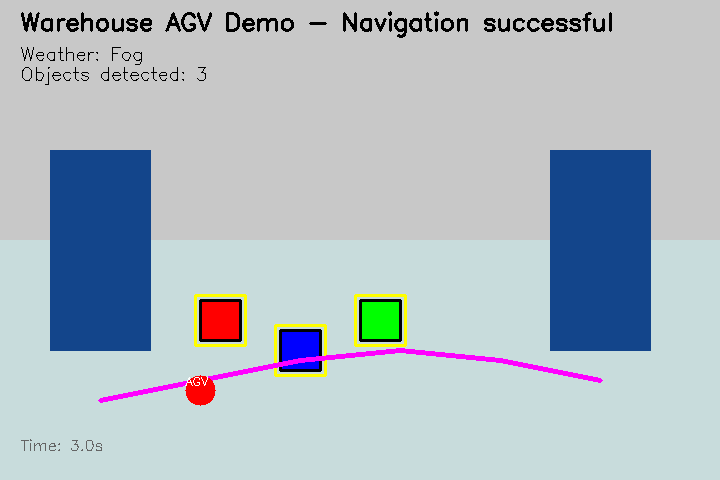 Warehouse AGV Demo – Navigation successful
Weather: Fog
Objects detected: 3
AGV
Time: 3.0s